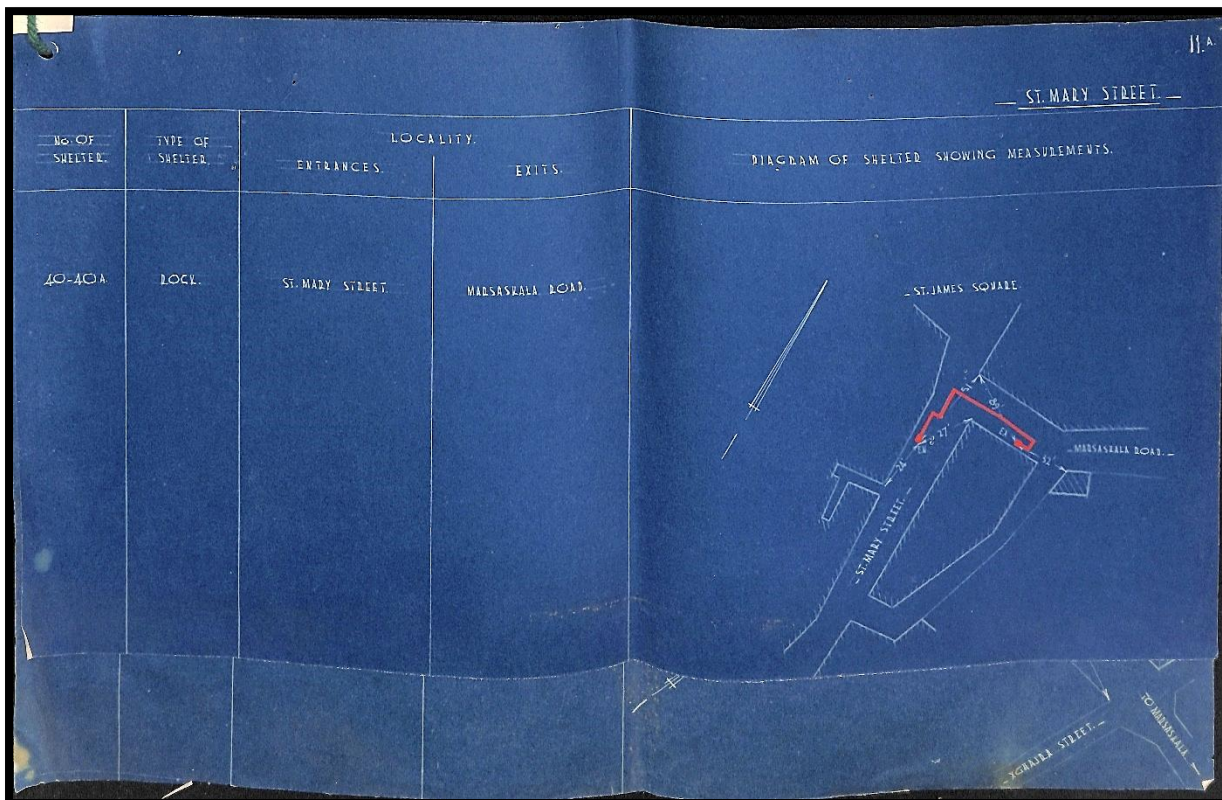 11.A.
ST. MARY STREET.
No. OF
SHELTER.
TYPE OF
SHELTER.
LOCALITY.
ENTRANCES.
EXITS.
DIAGRAM OF SHELTER SHOWING MEASUREMENTS.
40-40A
ROCK.
ST. MARY STREET.
MARSASKALA ROAD.
ST. JAMES SQUARE.
MARSASKALA ROAD.
ST. MARY STREET.
XGHAJRA STREET.
TO MARSASKALA.